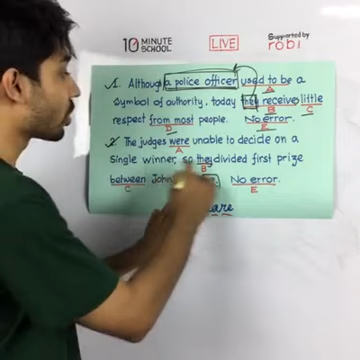 10 MINUTE SCHOOL
LIVE
Supported by
robi
1. Although a police officer used to be a
A
symbol of authority, today they receive little
B C
respect from most people. No error.
D E
2. The judges were unable to decide on a
A
single winner, so they divided first prize
B
between John No error.
C E